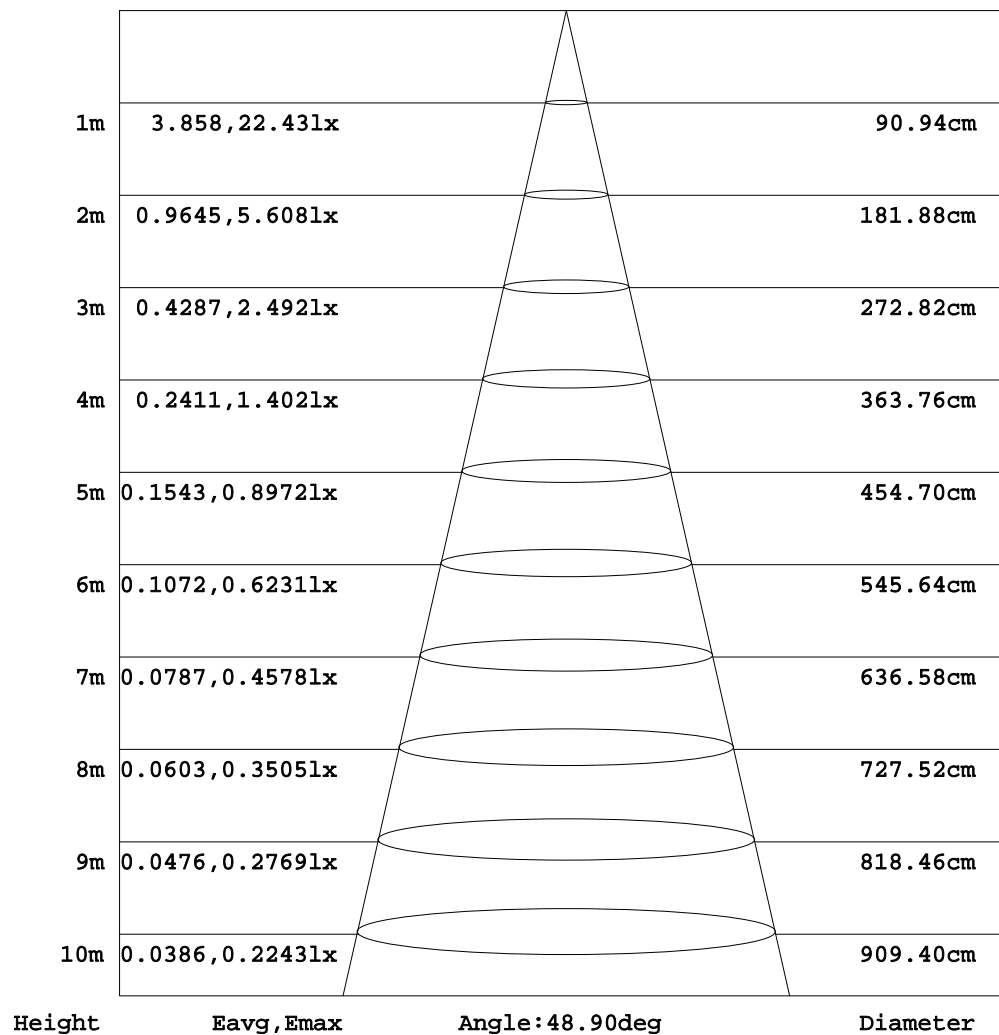 1m 3.858,22.43lx 90.94cm
2m 0.9645,5.608lx 181.88cm
3m 0.4287,2.492lx 272.82cm
4m 0.2411,1.402lx 363.76cm
5m 0.1543,0.8972lx 454.70cm
6m 0.1072,0.6231lx 545.64cm
7m 0.0787,0.4578lx 636.58cm
8m 0.0603,0.3505lx 727.52cm
9m 0.0476,0.2769lx 818.46cm
10m 0.0386,0.2243lx 909.40cm
Height Eavg,Emax Angle:48.90deg Diameter